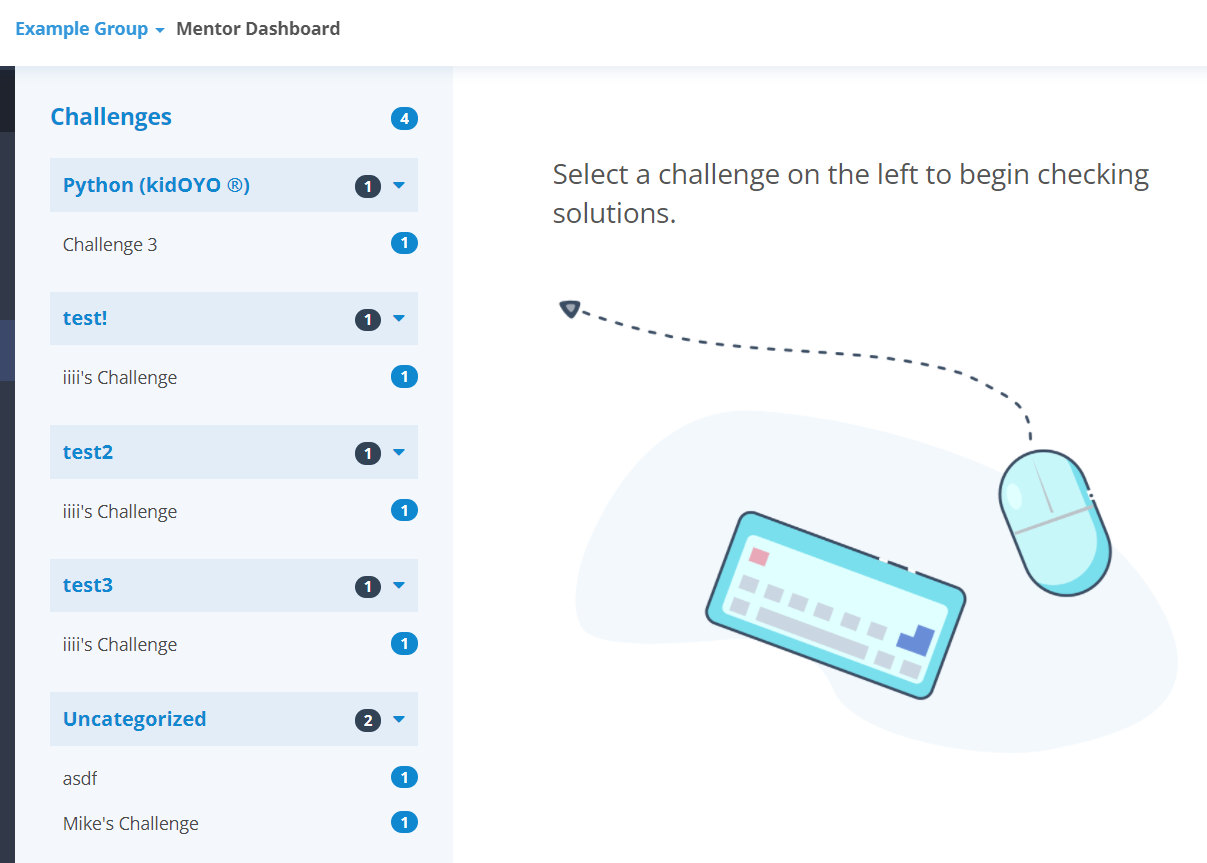 Example Group Mentor Dashboard
Challenges 4
Python (kidOYO ®) 1
Challenge 3 1
test! 1
iiii's Challenge 1
test2 1
iiii's Challenge 1
test3 1
iiii's Challenge 1
Uncategorized 2
asdf 1
Mike's Challenge 1
Select a challenge on the left to begin checking
solutions.